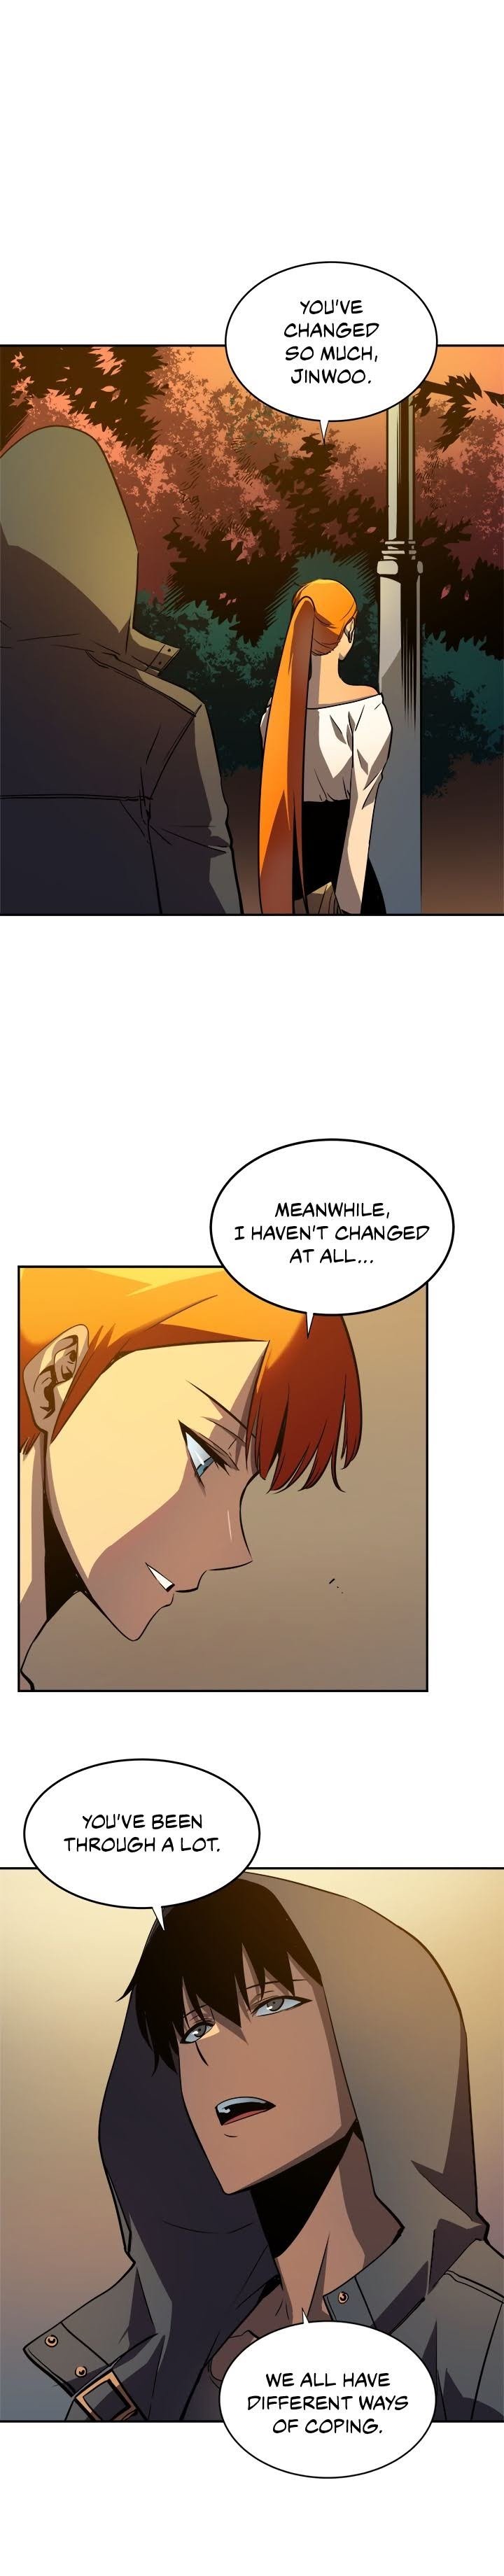 YOU'VE
CHANGED
SO MUCH,
JINWOO.
MEANWHILE,
I HAVEN'T CHANGED
AT ALL...
YOU'VE BEEN
THROUGH A LOT.
WE ALL HAVE
DIFFERENT WAYS
OF COPING.